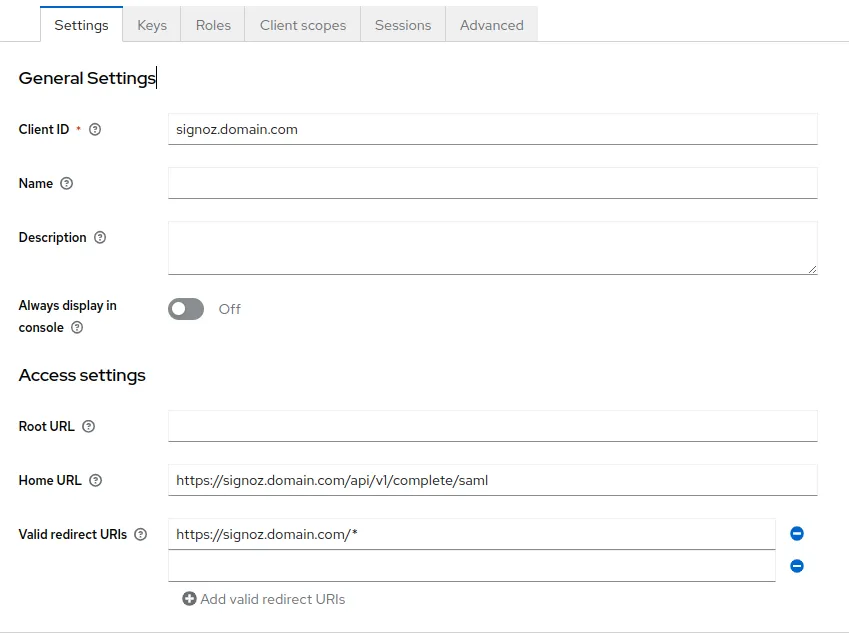 Settings
Keys
Roles
Client scopes
Sessions
Advanced
General Settings
Client ID *
signoz.domain.com
Name
Description
Always display in
console
Off
Access settings
Root URL
Home URL
https://signoz.domain.com/api/v1/complete/saml
Valid redirect URIs
https://signoz.domain.com/*
Add valid redirect URIs